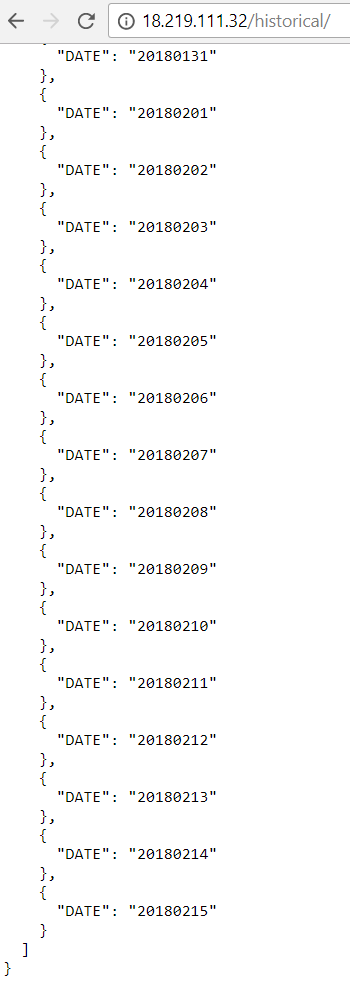 18.219.111.32/historical/
"DATE": "20180131"
},
{
"DATE": "20180201"
},
{
"DATE": "20180202"
},
{
"DATE": "20180203"
},
{
"DATE": "20180204"
},
{
"DATE": "20180205"
},
{
"DATE": "20180206"
},
{
"DATE": "20180207"
},
{
"DATE": "20180208"
},
{
"DATE": "20180209"
},
{
"DATE": "20180210"
},
{
"DATE": "20180211"
},
{
"DATE": "20180212"
},
{
"DATE": "20180213"
},
{
"DATE": "20180214"
},
{
"DATE": "20180215"
}
]
}